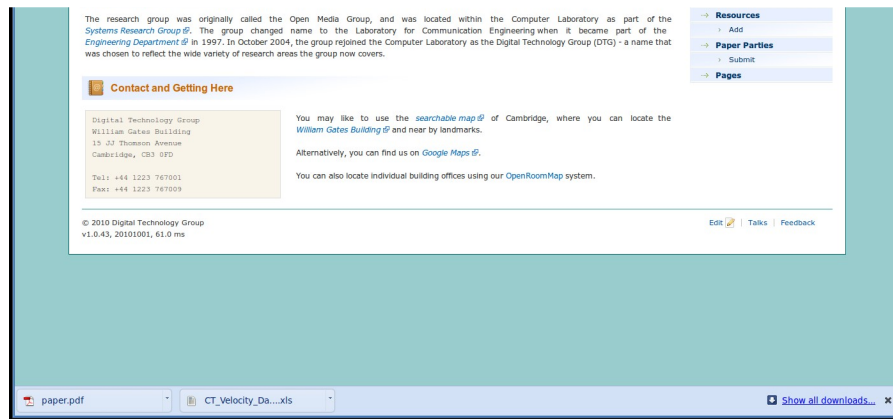 The research group was originally called the Open Media Group, and was located within the Computer Laboratory as part of the
Systems Research Group. The group changed name to the Laboratory for Communication Engineering when it became part of the
Engineering Department in 1997. In October 2004, the group rejoined the Computer Laboratory as the Digital Technology Group (DTG) - a name that
was chosen to reflect the wide variety of research areas the group now covers.
Contact and Getting Here
Digital Technology Group
William Gates Building
15 JJ Thomson Avenue
Cambridge, CB3 0FD
Tel: +44 1223 767001
Fax: +44 1223 767009
You may like to use the searchable map of Cambridge, where you can locate the
William Gates Building and near by landmarks.
Alternatively, you can find us on Google Maps.
You can also locate individual building offices using our OpenRoomMap system.
Resources
Add
Paper Parties
Submit
Pages
© 2010 Digital Technology Group
v1.0.43, 20101001, 61.0 ms
Edit | Talks | Feedback
paper.pdf
CT_Velocity_Da....xls
Show all downloads...